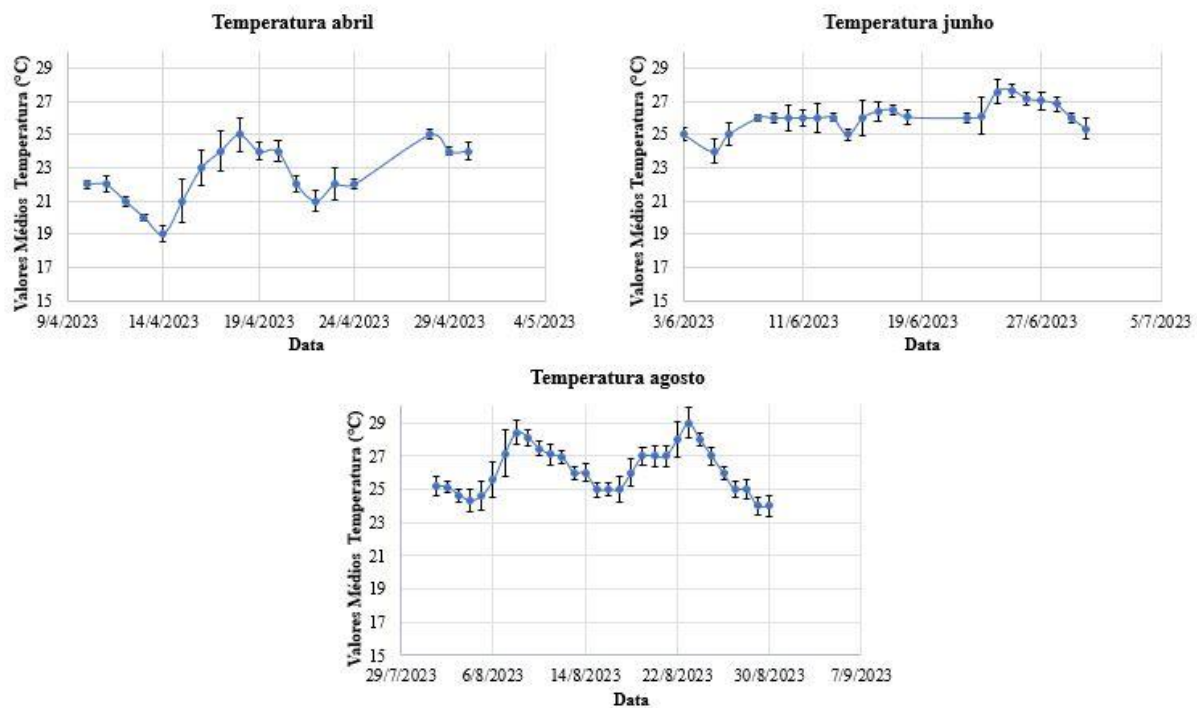 Temperatura abril
Valores Médios Temperatura (°C)
29
27
25
23
21
19
17
15
9/4/2023 14/4/2023 19/4/2023 24/4/2023 29/4/2023 4/5/2023
Data
Temperatura junho
Valores Médios Temperatura (°C)
29
27
25
23
21
19
17
15
3/6/2023 11/6/2023 19/6/2023 27/6/2023 5/7/2023
Data
Temperatura agosto
Valores Médios Temperatura (°C)
29
27
25
23
21
19
17
15
29/7/2023 6/8/2023 14/8/2023 22/8/2023 30/8/2023 7/9/2023
Data